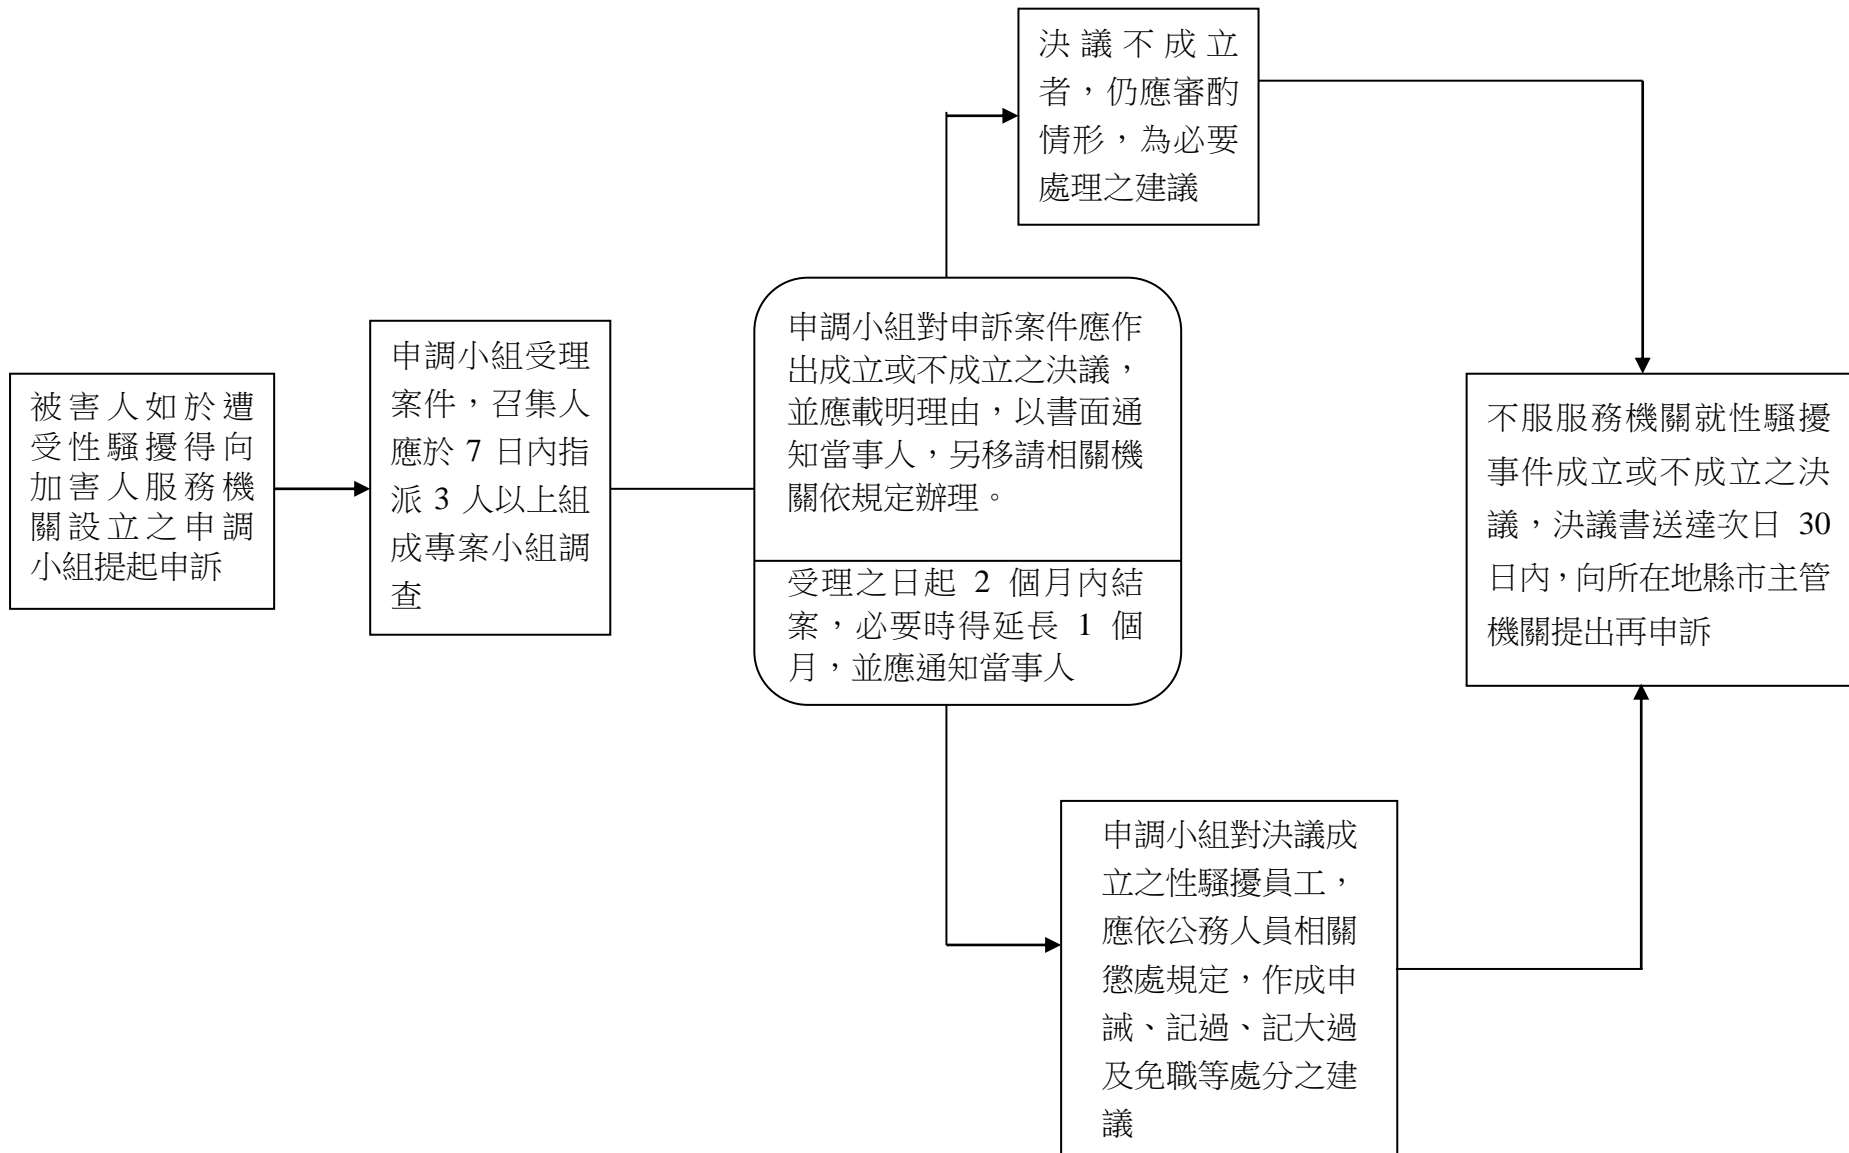 被害人如於遭
受性騷擾得向
加害人服務機
關設立之申調
小組提起申訴
申調小組受理
案件，召集人
應於 7 日內指
派 3 人以上組
成專案小組調
查
申調小組對申訴案件應作
出成立或不成立之決議，
並應載明理由，以書面通
知當事人，另移請相關機
關依規定辦理。
受理之日起 2 個月內結
案，必要時得延長 1 個
月，並應通知當事人
決議不成立
者，仍應審酌
情形，為必要
處理之建議
申調小組對決議成
立之性騷擾員工，
應依公務人員相關
懲處規定，作成申
誡、記過、記大過
及免職等處分之建
議
不服服務機關就性騷擾
事件成立或不成立之決
議，決議書送達次日 30
日內，向所在地縣市主管
機關提出再申訴